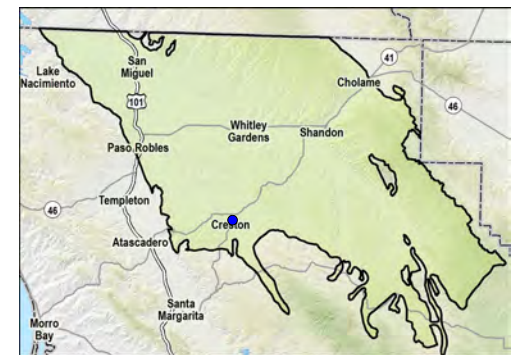 San
Miguel
41
Lake
Nacimiento
Cholame
101
46
Whitley
Gardens
Shandon
Paso Robles
Templeton
46
Creston
Atascadero
Santa
Margarita
Morro
Bay